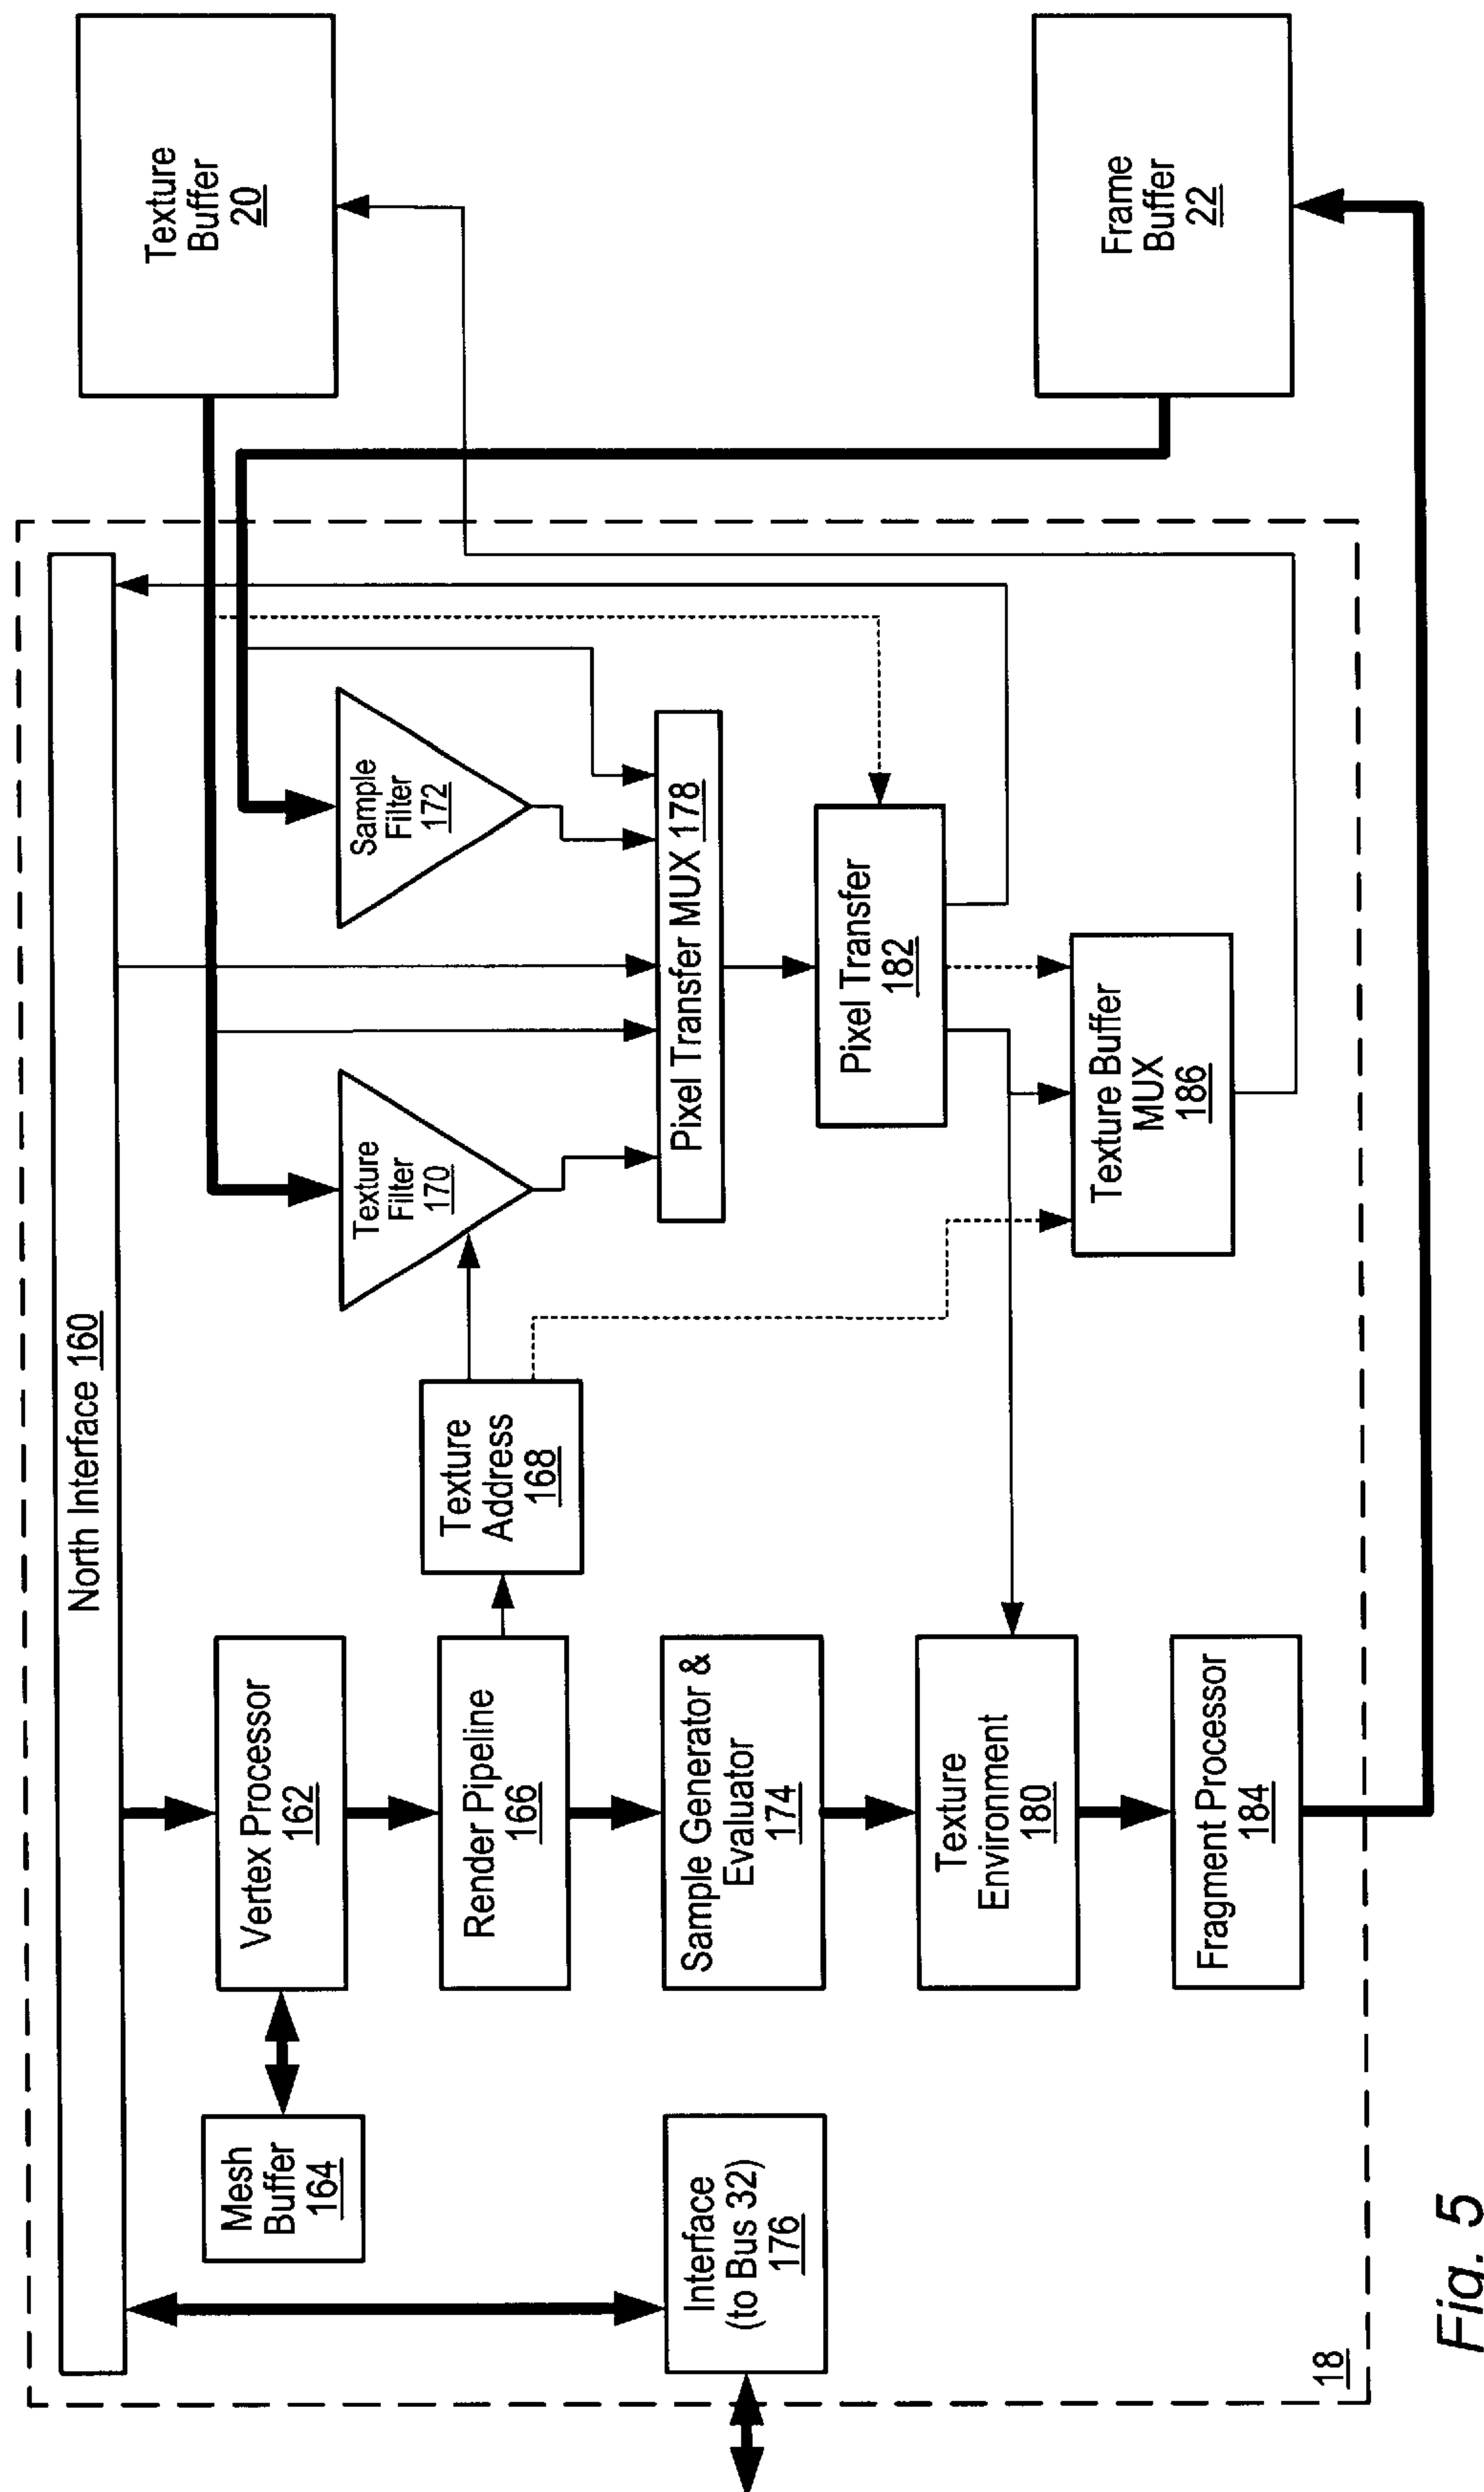 North Interface 160
Mesh
Buffer
164
Vertex Processor
162
Render Pipeline
166
Texture
Address
168
Texture
Filter
170
Sample
Filter
172
Texture
Buffer
20
Interface
(to Bus 32)
176
Sample Generator &
Evaluator
174
Pixel Transfer MUX 178
Pixel Transfer
182
Texture
Environment
180
Texture Buffer
MUX
186
Frame
Buffer
22
Fragment Processor
184
18
Fig. 5